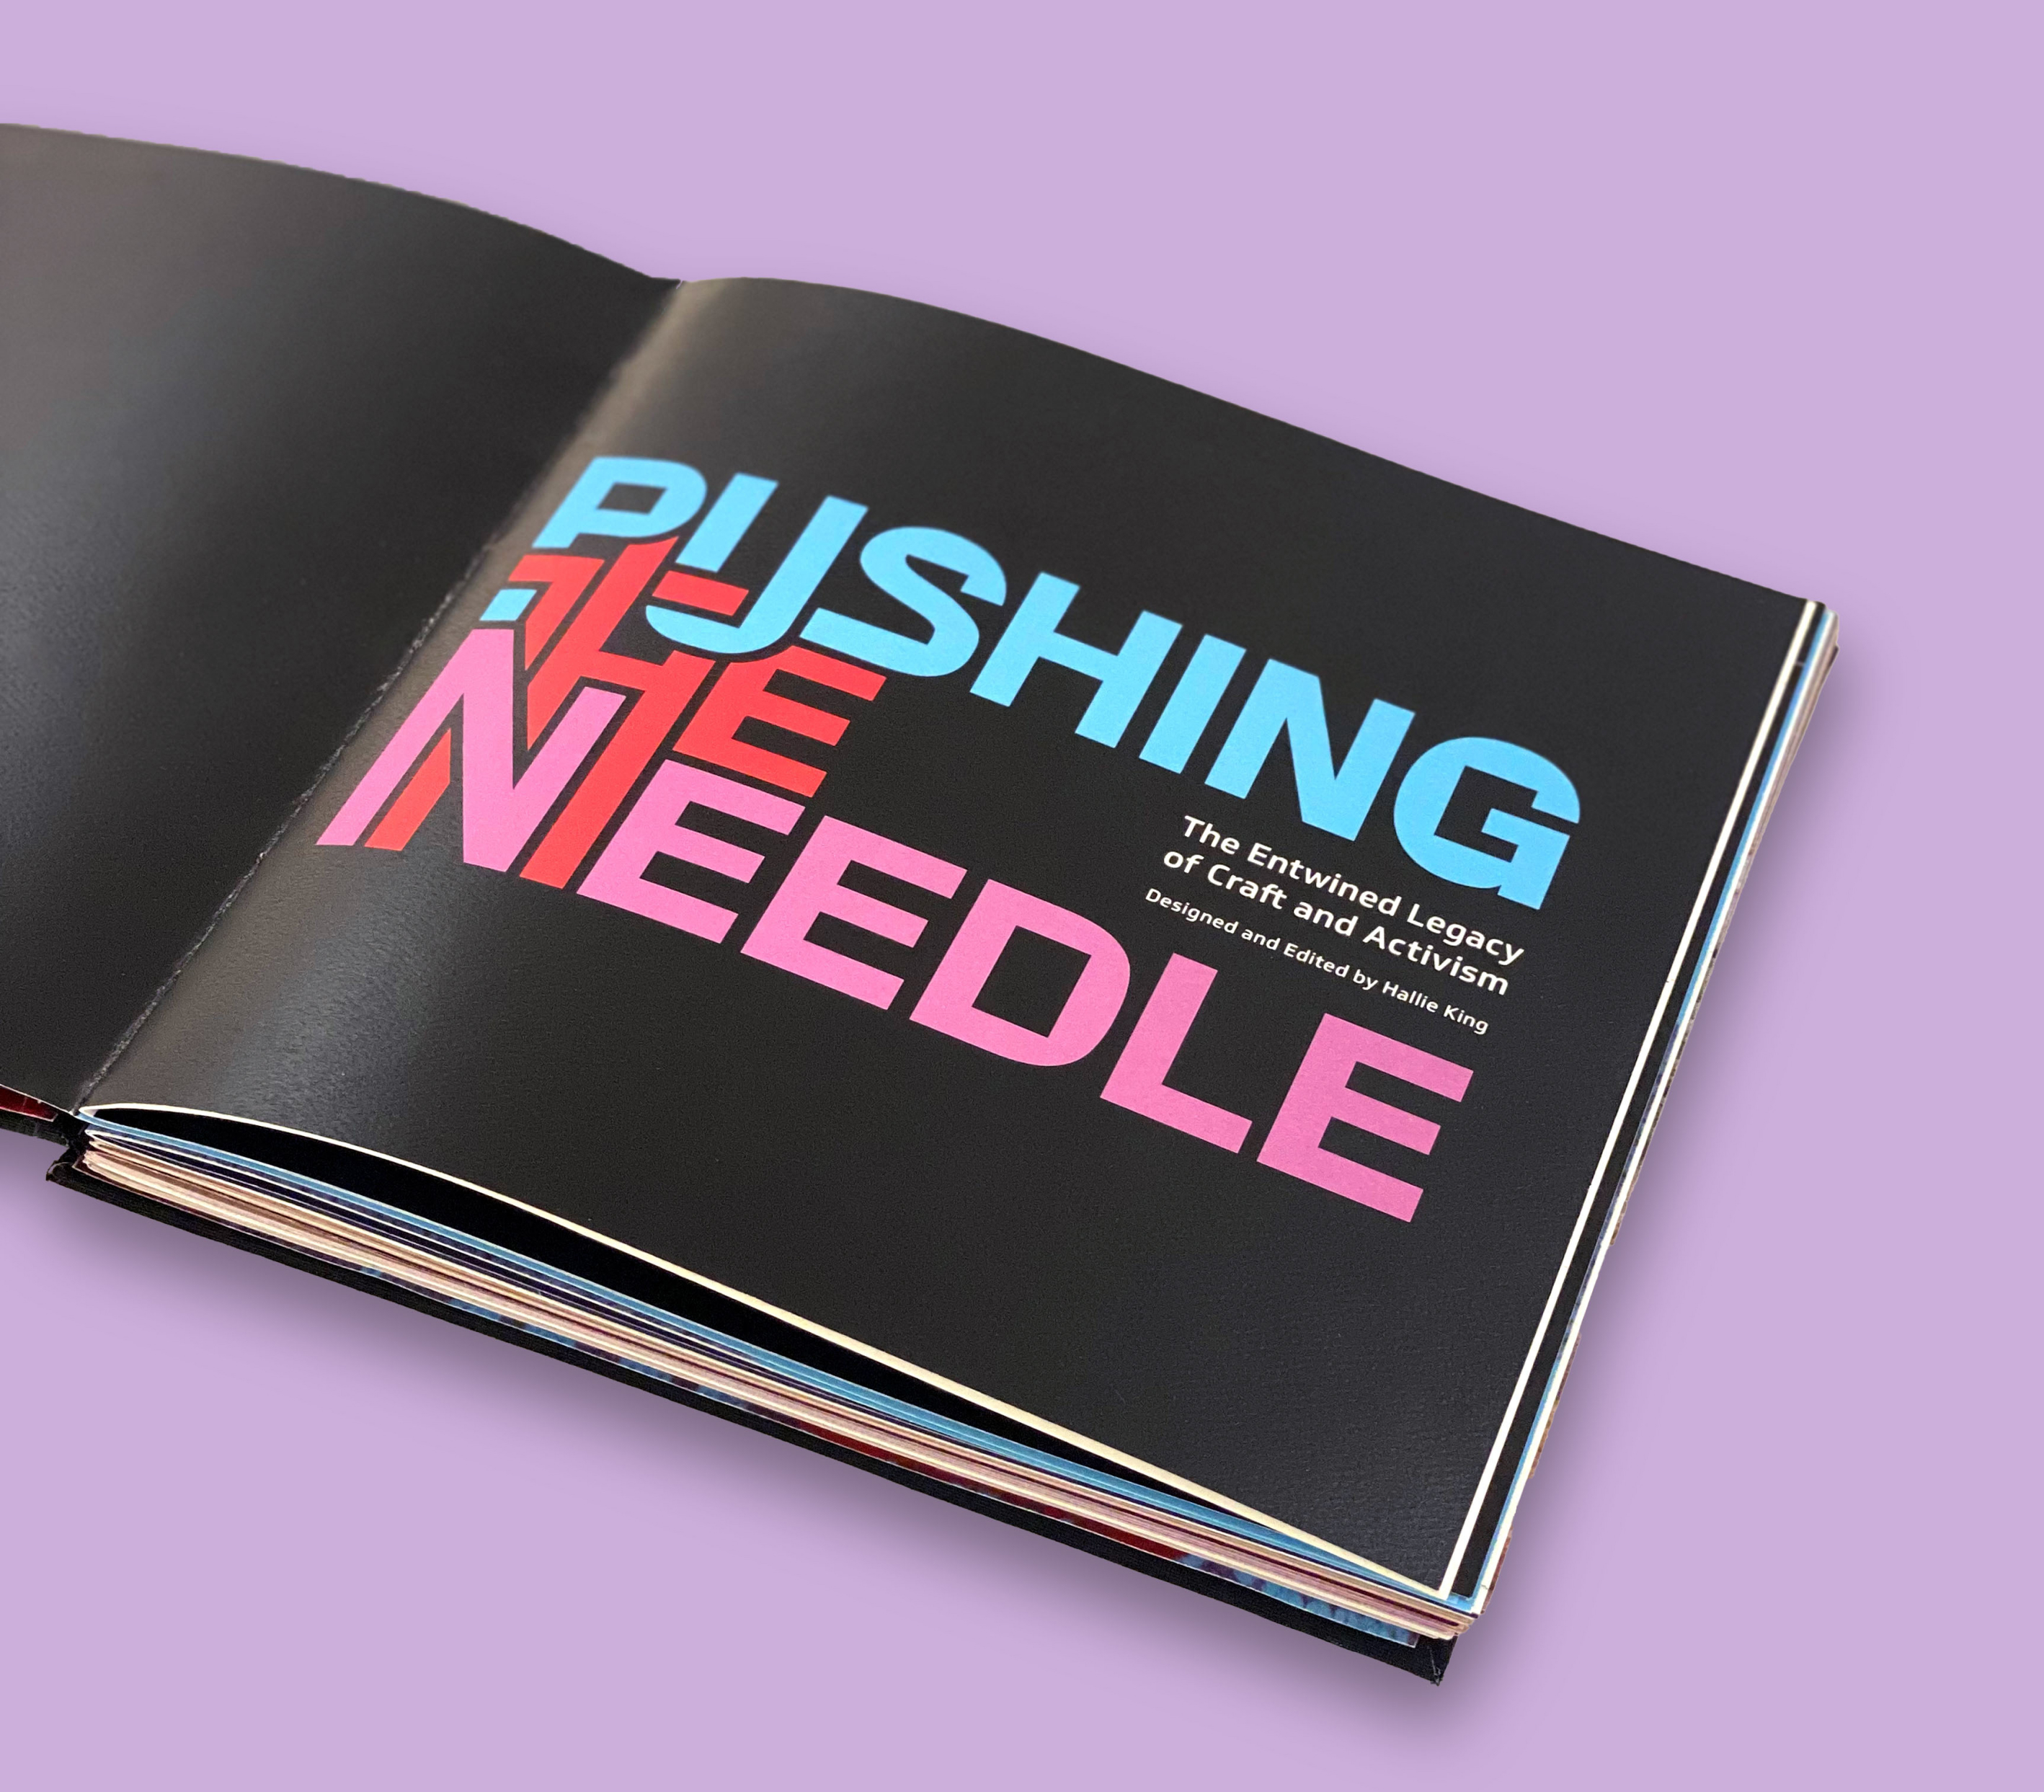 PUSHING
THE
NEEDLE
The Entwined Legacy
of Craft and Activism
Designed and Edited by Hallie King